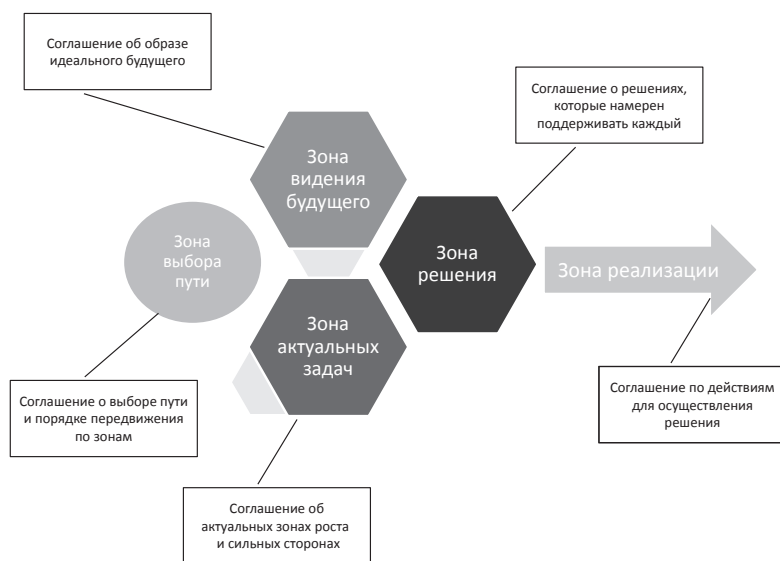 Соглашение об образе
идеального будущего
Соглашение о решениях,
которые намерен
поддерживать каждый
Зона
видения
будущего
Зона
выбора
пути
Зона
решения
Зона реализации
Зона
актуальных
задач
Соглашение о выборе пути
и порядке передвижения
по зонам
Соглашение по действиям
для осуществления
решения
Соглашение об
актуальных зонах роста
и сильных сторонах